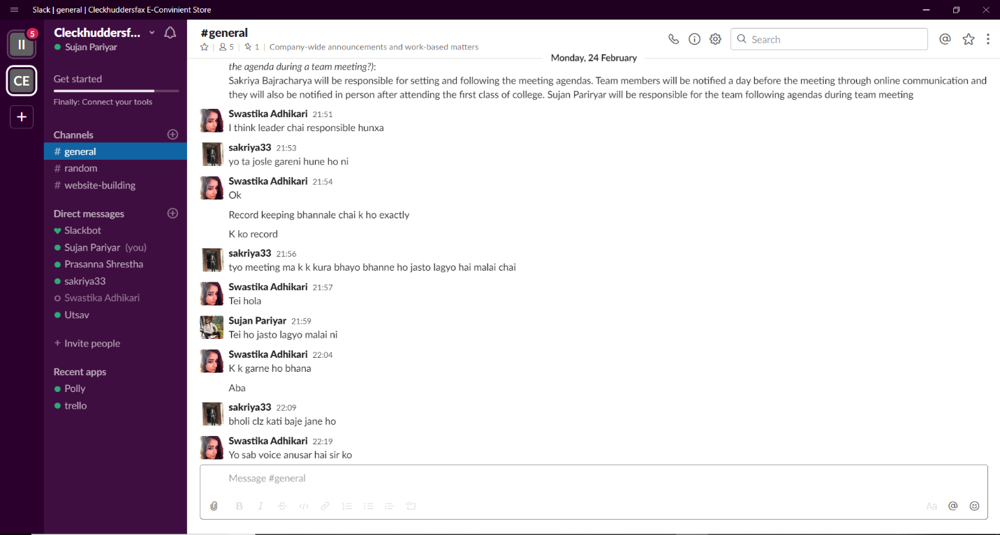 Slack | general | Cleckhuddersfax E-Convinient Store
5
II
CE
+
Cleckhuddersf...
Sujan Pariyar
Get started
Finally: Connect your tools
Channels
# general
# random
# website-building
Direct messages
Slackbot
Sujan Pariyar (you)
Prasanna Shrestha
sakriya33
Swastika Adhikari
Utsav
+ Invite people
Recent apps
Polly
trello
#general
5 | 1 | Company-wide announcements and work-based matters
Search
Monday, 24 February
the agenda during a team meeting?):
Sakriya Bajracharya will be responsible for setting and following the meeting agendas. Team members will be notified a day before the meeting through online communication and
they will also be notified in person after attending the first class of college. Sujan Pariryar will be responsible for the team following agendas during team meeting
Swastika Adhikari 21:51
I think leader chai responsible hunxa
sakriya33 21:53
yo ta josle gareni hune ho ni
Swastika Adhikari 21:54
Ok
Record keeping bhannale chai k ho exactly
K ko record
sakriya33 21:56
tyo meeting ma k k kura bhayo bhanne ho jasto lagyo hai malai chai
Swastika Adhikari 21:57
Tei hola
Sujan Pariyar 21:59
Tei ho jasto lagyo malai ni
Swastika Adhikari 22:04
K k garne ho bhana
Aba
sakriya33 22:09
bholi clz kati baje jane ho
Swastika Adhikari 22:19
Yo sab voice anusar hai sir ko
Message #general
B I S </> Aa @